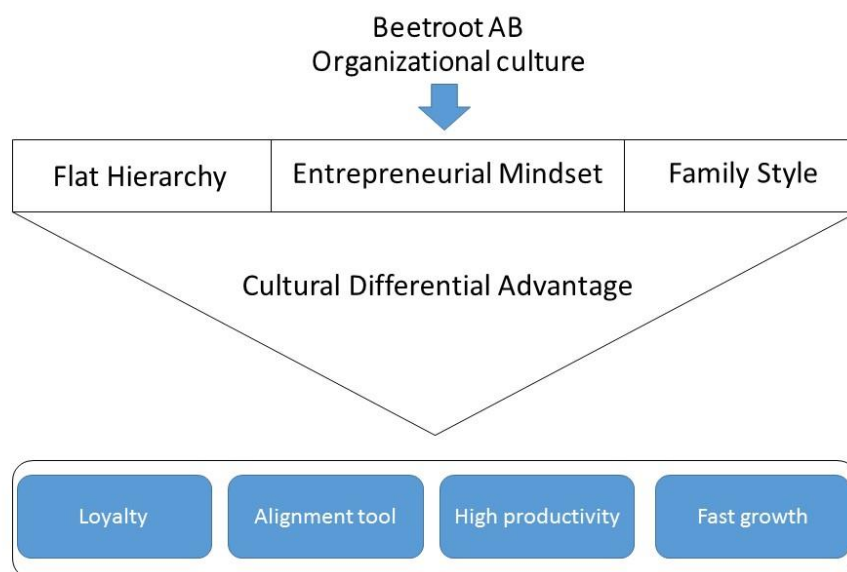 Beetroot AB
Organizational culture
Flat Hierarchy
Entrepreneurial Mindset
Family Style
Cultural Differential Advantage
Loyalty
Alignment tool
High productivity
Fast growth